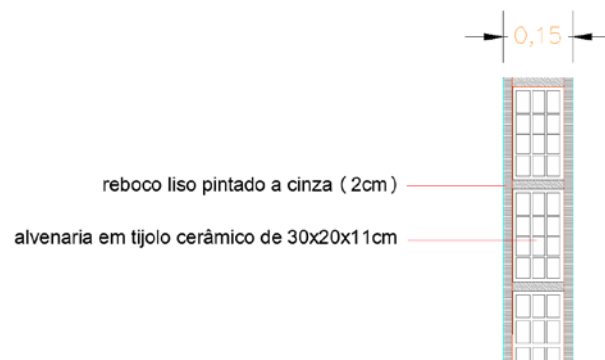 0,15
reboco liso pintado a cinza ( 2cm )
alvenaria em tijolo cerâmico de 30x20x11cm